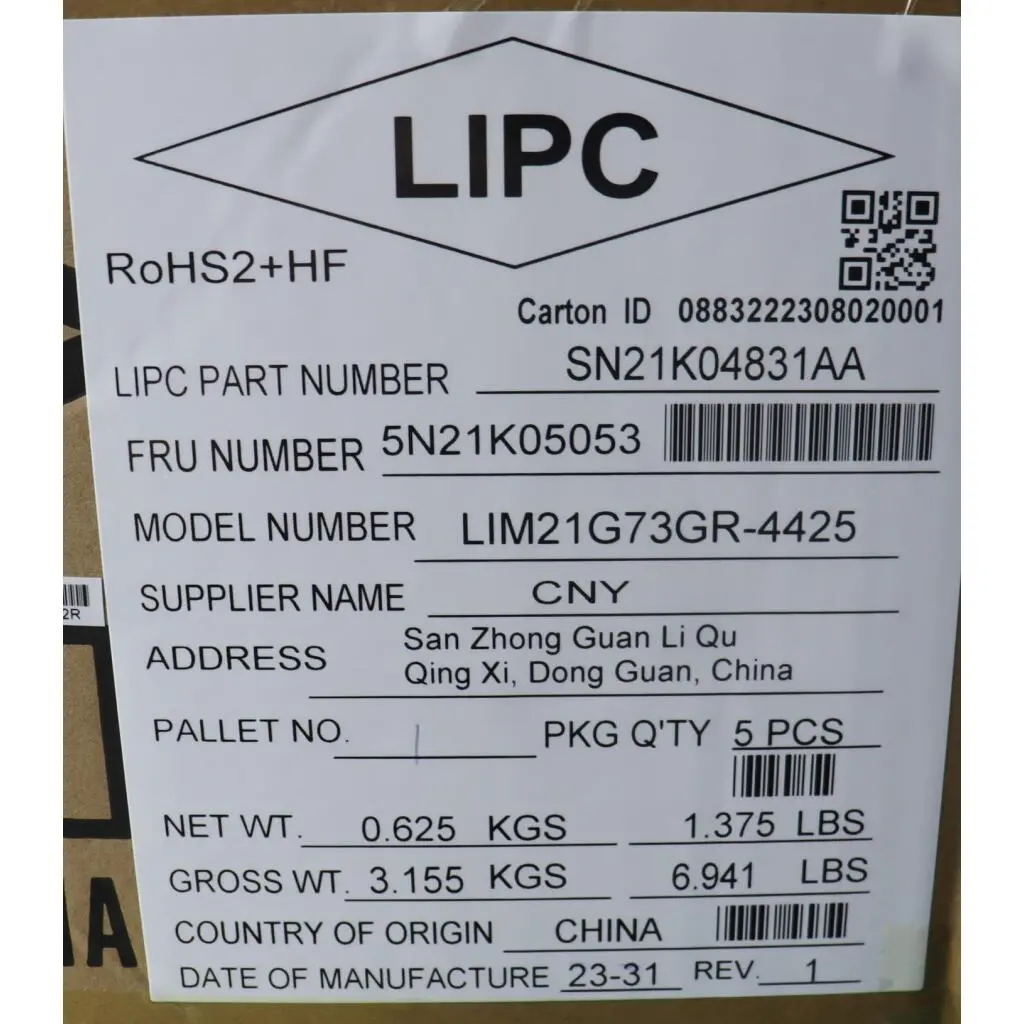 LIPC
RoHS2+HF
Carton ID 0883222308020001
LIPC PART NUMBER SN21K04831AA
FRU NUMBER 5N21K05053
MODEL NUMBER LIM21G73GR-4425
SUPPLIER NAME CNY
ADDRESS San Zhong Guan Li Qu
Qing Xi, Dong Guan, China
2R
PALLET NO. 1 PKG Q'TY 5 PCS
NET WT. 0.625 KGS 1.375 LBS
GROSS WT. 3.155 KGS 6.941 LBS
COUNTRY OF ORIGIN CHINA
DATE OF MANUFACTURE 23-31 REV. 1